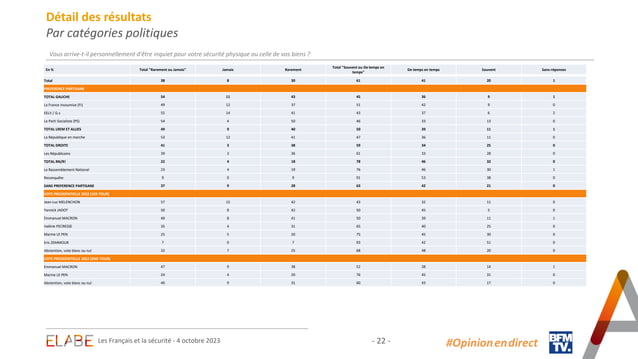 Détail des résultats
Par catégories politiques
Vous arrive-t-il personnellement d'être inquiet pour votre sécurité physique ou celle de vos biens ?
En % Total "Rarement ou Jamais" Jamais Rarement Total "Souvent ou De temps en temps" De temps en temps Souvent Sans réponses
Total 38 8 30 61 41 20 1
PREFERENCE PARTISANE
TOTAL GAUCHE 54 11 43 45 36 9 1
La France insoumise (FI) 49 12 37 51 42 9 0
EELV / G.s 55 14 41 43 37 6 2
Le Parti Socialiste (PS) 54 4 50 46 33 13 0
TOTAL LREM ET ALLIES 49 9 40 50 39 11 1
La République en marche 53 12 41 47 36 11 0
TOTAL DROITE 41 3 38 59 34 25 0
Les Républicains 39 3 36 61 33 28 0
TOTAL RN/R! 22 4 18 78 46 32 0
Le Rassemblement National 23 4 19 76 46 30 1
Reconquête 9 0 9 91 53 38 0
SANS PREFERENCE PARTISANE 37 9 28 63 42 21 0
VOTE PRESIDENTIELLE 2022 (1ER TOUR)
Jean-Luc MELENCHON 57 15 42 43 32 11 0
Yannick JADOT 50 8 42 50 45 5 0
Emmanuel MACRON 49 8 41 50 39 11 1
Valérie PECRESSE 35 4 31 65 40 25 0
Marine LE PEN 25 5 20 75 45 30 0
Eric ZEMMOUR 7 0 7 93 42 51 0
Abstention, vote blanc ou nul 32 7 25 68 48 20 0
VOTE PRESIDENTIELLE 2022 (2ND TOUR)
Emmanuel MACRON 47 9 38 52 38 14 1
Marine LE PEN 24 4 20 76 45 31 0
Abstention, vote blanc ou nul 40 9 31 60 43 17 0
ELABE Les Français et la sécurité - 4 octobre 2023 - 22 - #Opinion en direct BFM TV.